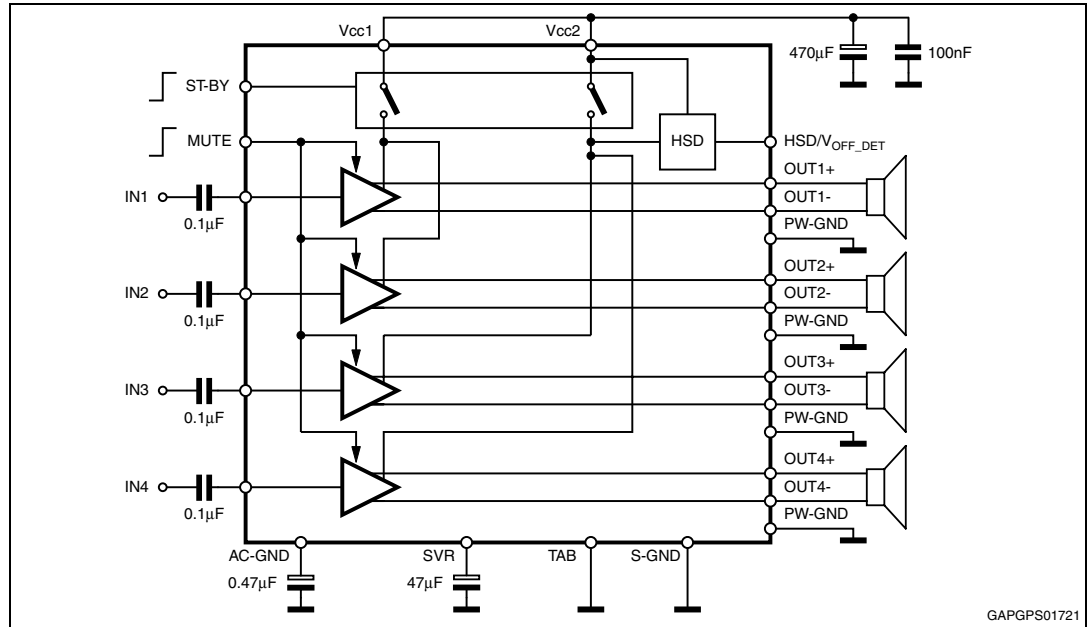 Vcc1
Vcc2
470μF
100nF
ST-BY
MUTE
HSD
HSD/VOFF_DET
OUT1+
IN1
OUT1-
0.1μF
PW-GND
OUT2+
IN2
OUT2-
0.1μF
PW-GND
OUT3+
IN3
OUT3-
0.1μF
PW-GND
OUT4+
IN4
OUT4-
0.1μF
PW-GND
AC-GND
SVR
TAB
S-GND
0.47μF
47μF
GAPGPS01721